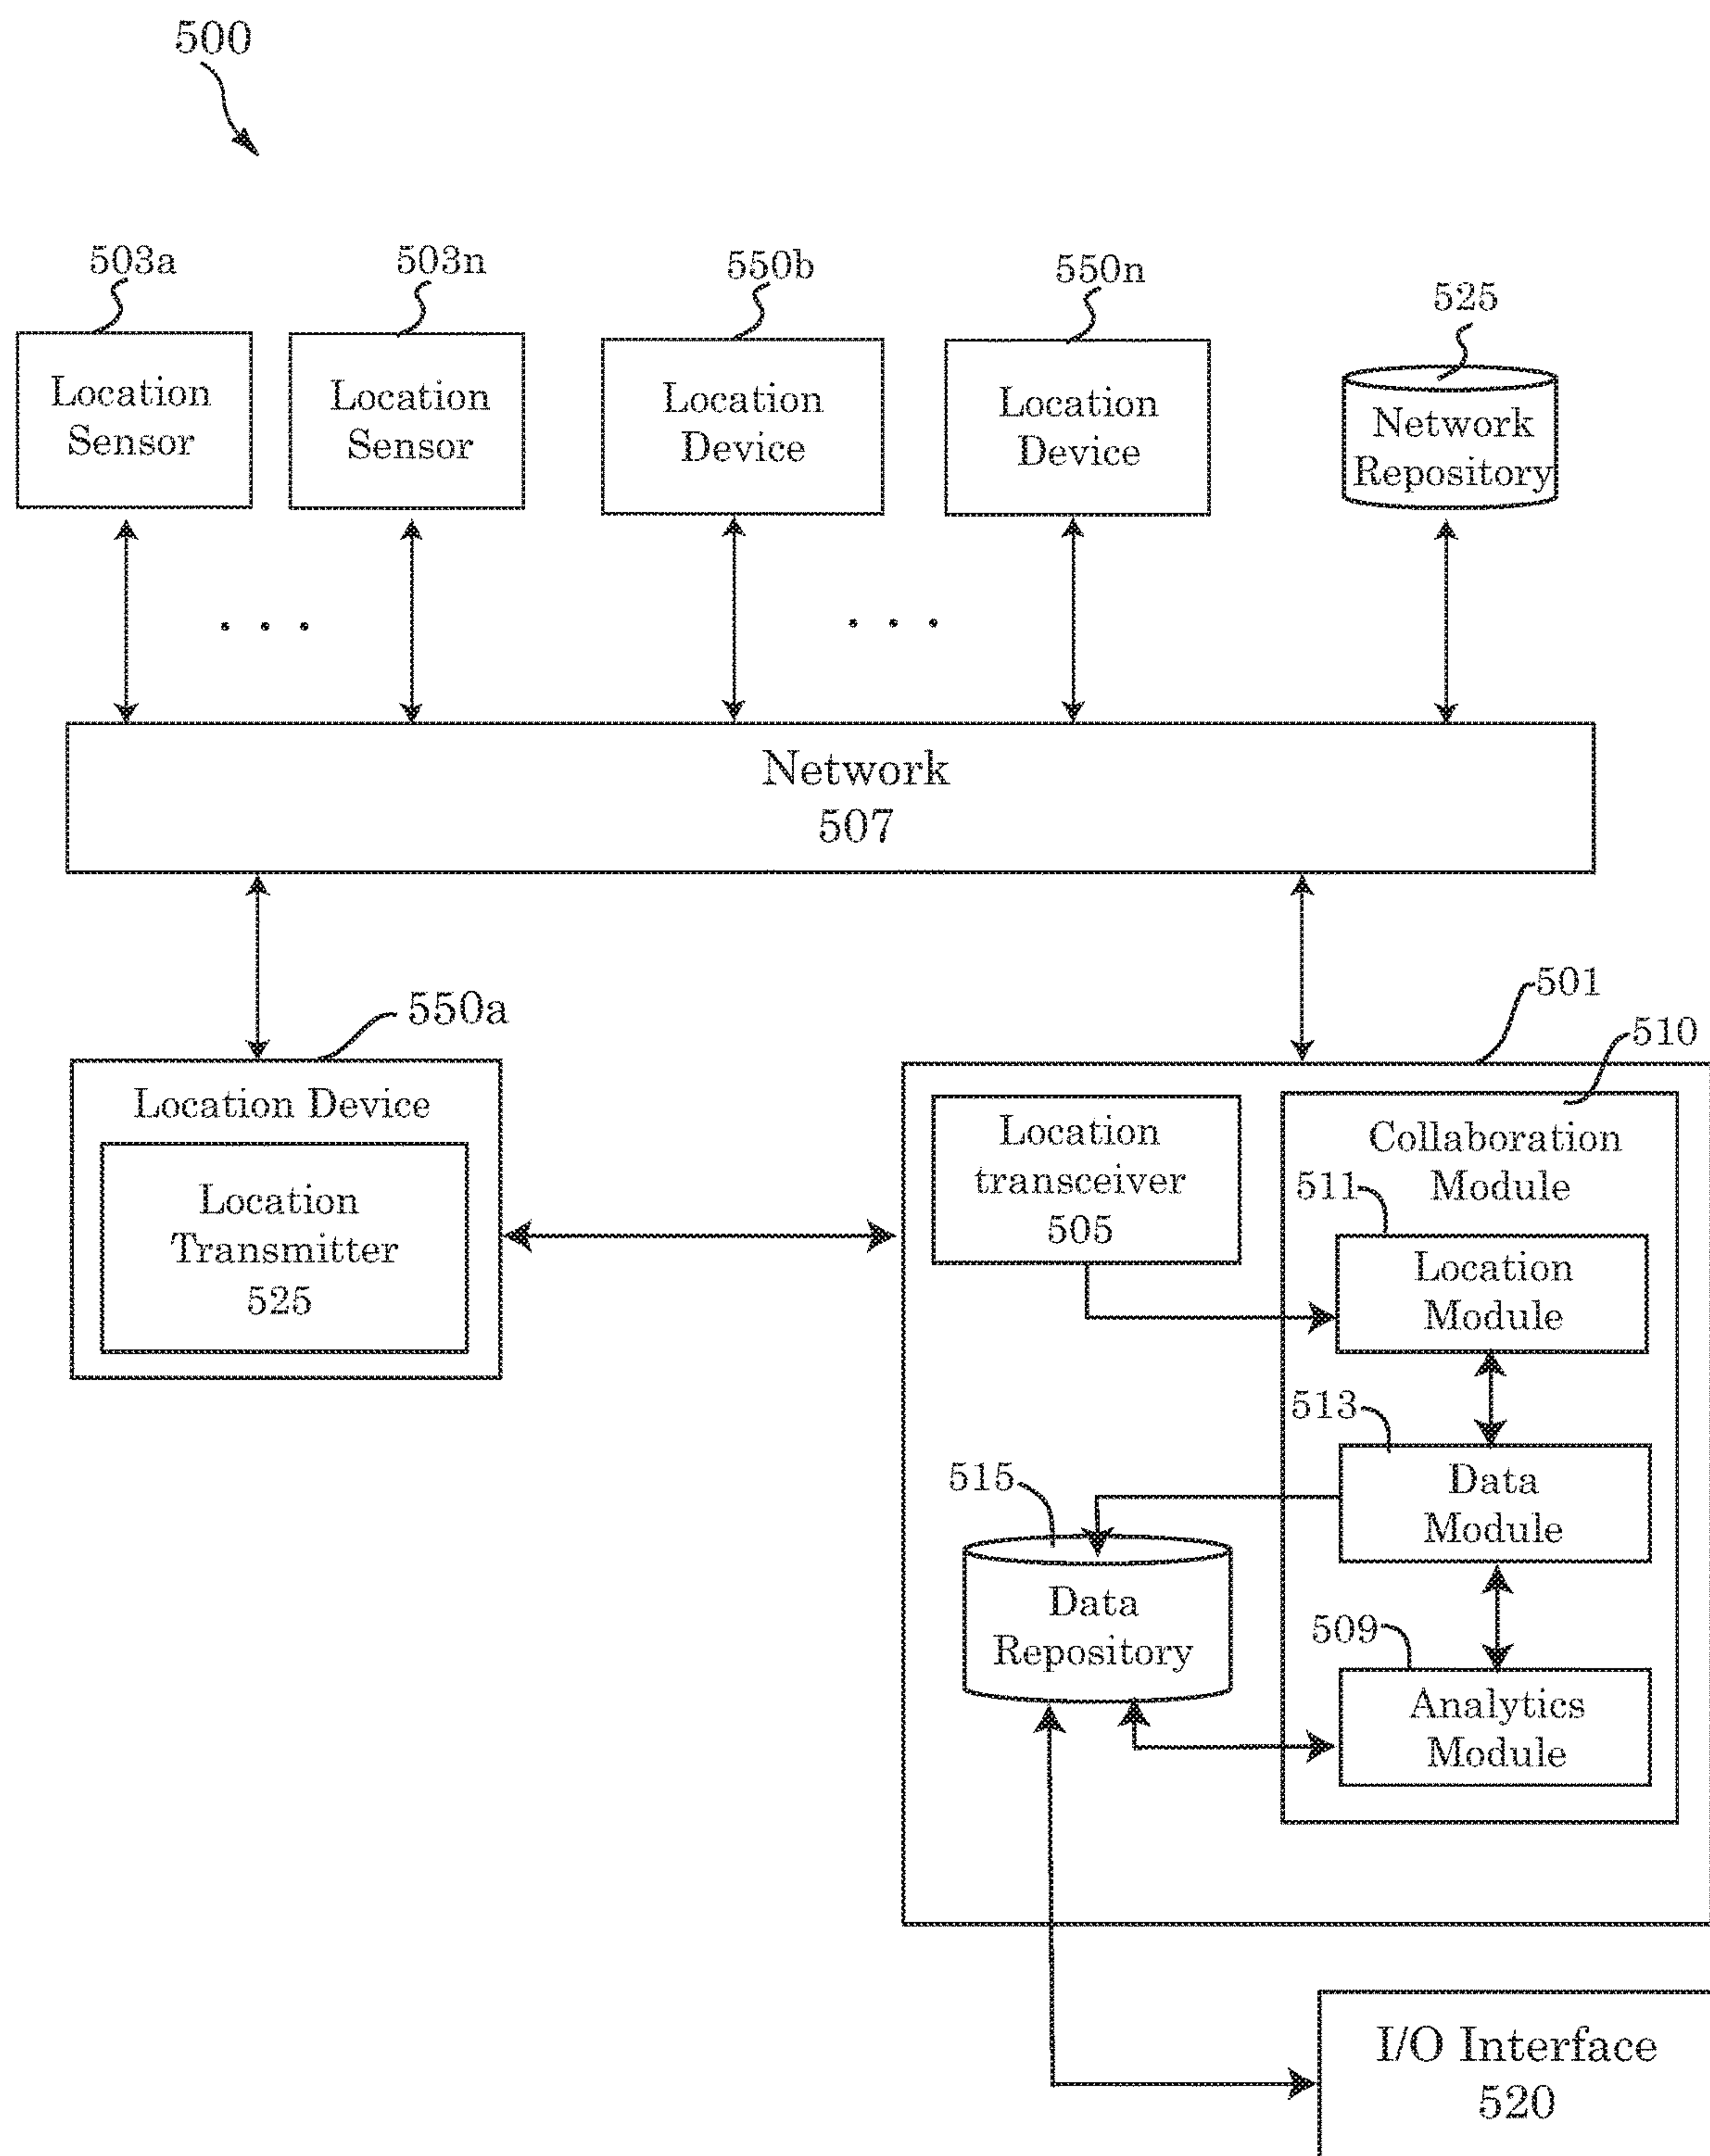 500
503a
503n
550b
550n
525
Location
Sensor
Location
Sensor
Location
Device
Location
Device
Network
Repository
. . .
. . .
Network
507
501
510
550a
Location Device
Location
Transmitter
525
Location
transceiver
505
Collaboration
Module
511
Location
Module
513
Data
Module
515
Data
Repository
509
Analytics
Module
I/O Interface
520